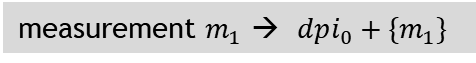 measurement m₁ → dpi₀ + {m₁}